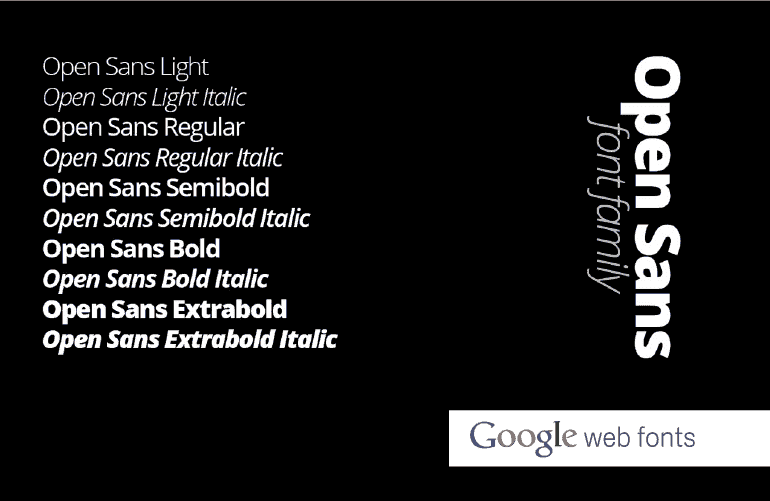 Open Sans Light
Open Sans Light Italic
Open Sans Regular
Open Sans Regular Italic
Open Sans Semibold
Open Sans Semibold Italic
Open Sans Bold
Open Sans Bold Italic
Open Sans Extrabold
Open Sans Extrabold Italic
Open Sans
font family
Google web fonts